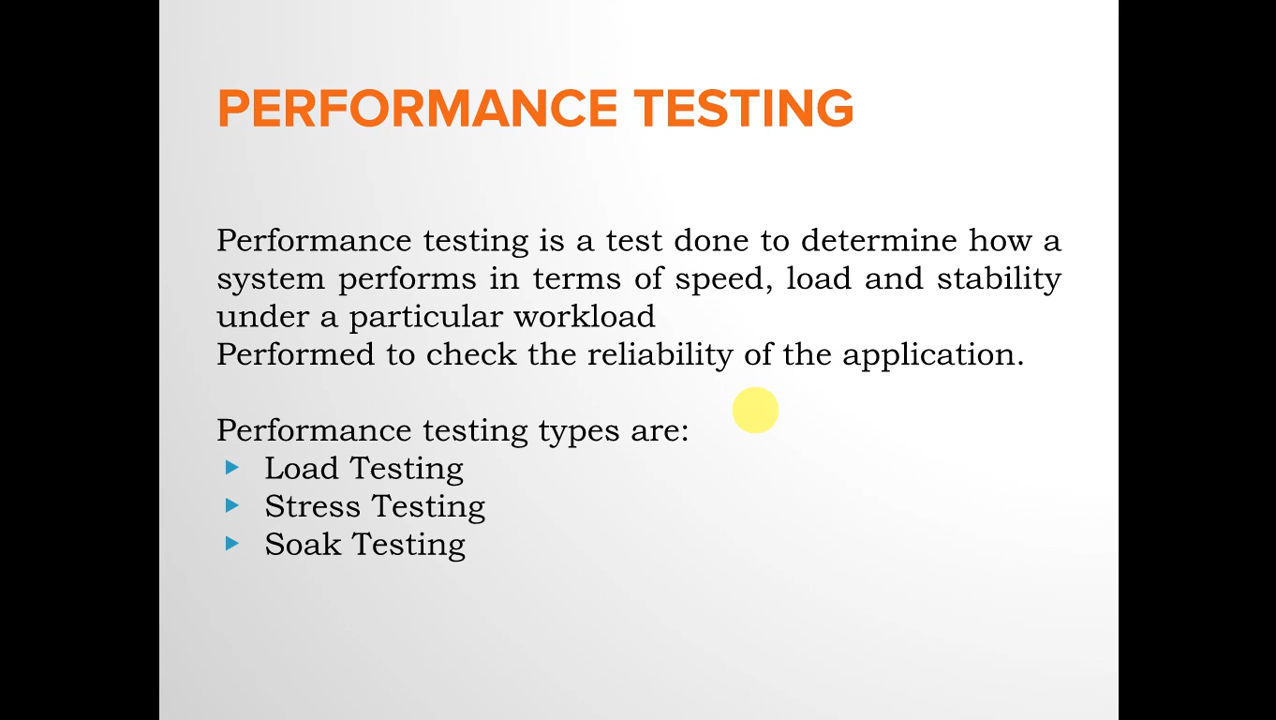 PERFORMANCE TESTING
Performance testing is a test done to determine how a
system performs in terms of speed, load and stability
under a particular workload
Performed to check the reliability of the application.
Performance testing types are:
Load Testing
Stress Testing
Soak Testing